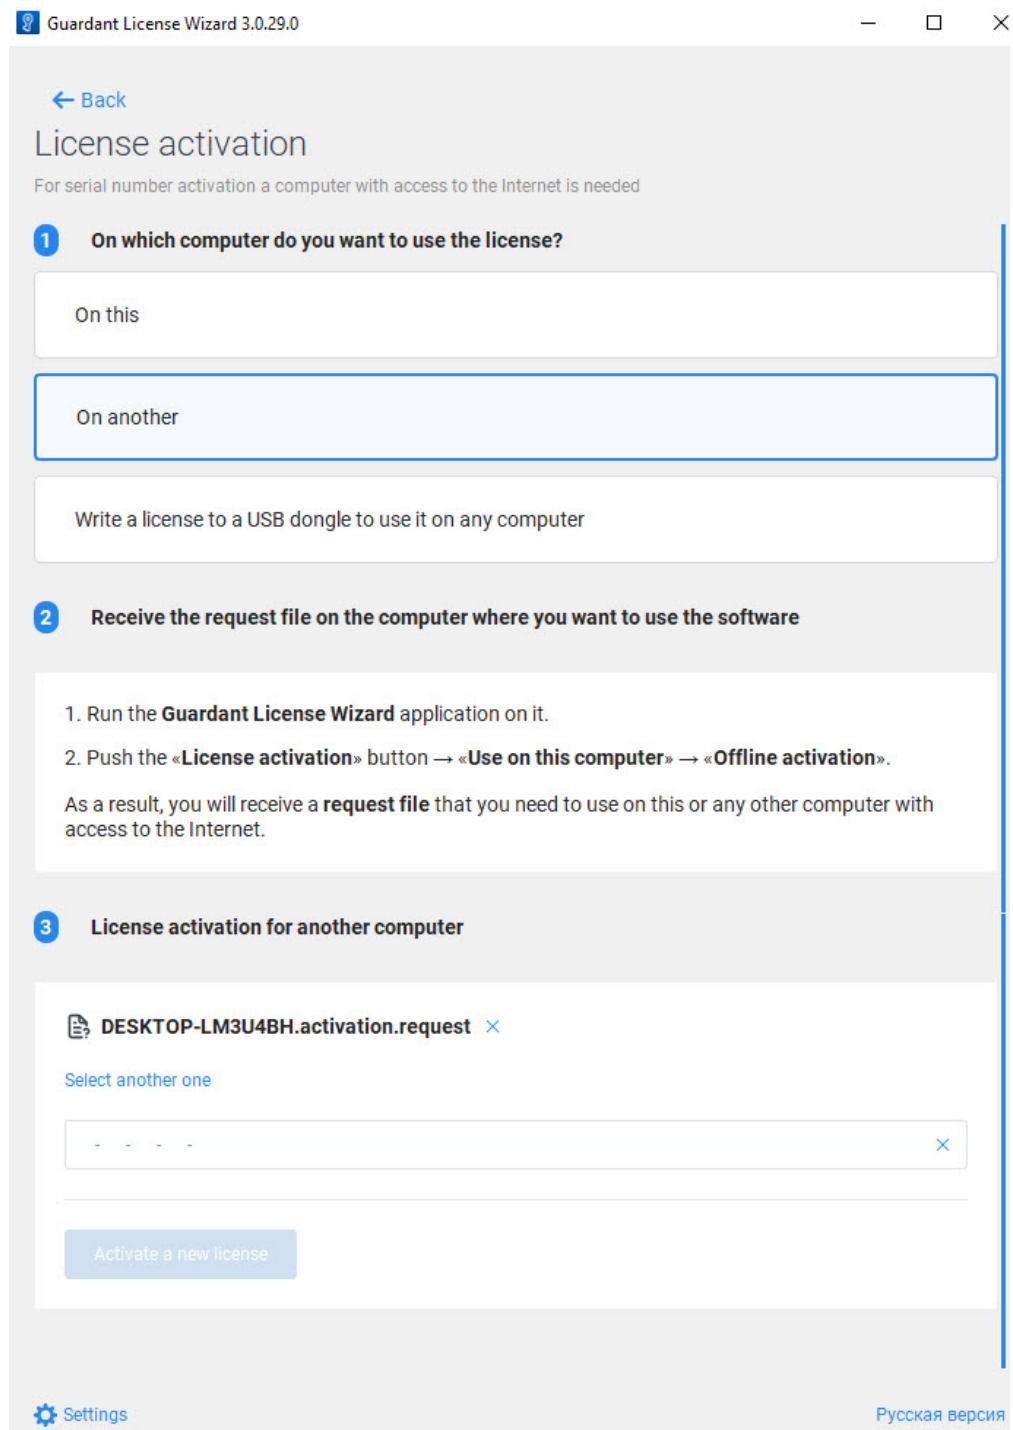 Guardant License Wizard 3.0.29.0
Back
License activation
For serial number activation a computer with access to the Internet is needed
1 On which computer do you want to use the license?
On this
On another
Write a license to a USB dongle to use it on any computer
2 Receive the request file on the computer where you want to use the software
1. Run the Guardant License Wizard application on it.
2. Push the «License activation» button → «Use on this computer» → «Offline activation».
As a result, you will receive a request file that you need to use on this or any other computer with
access to the Internet.
3 License activation for another computer
DESKTOP-LM3U4BH.activation.request
Select another one
- - - -
Activate a new license
Settings Русская версия